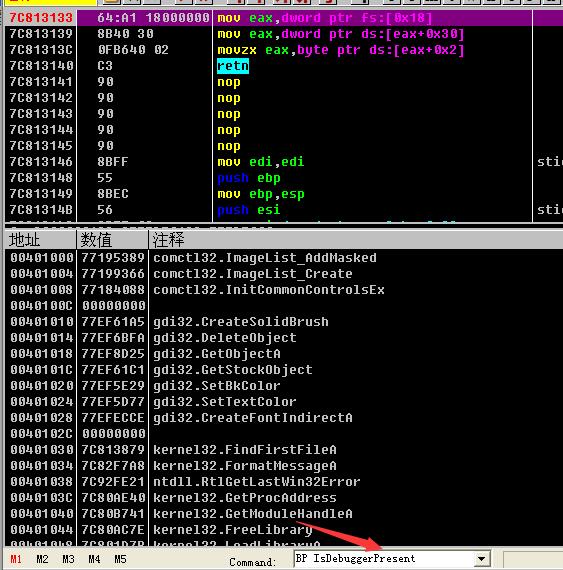 7C813133 64:A1 18000000 mov eax,dword ptr fs:[0x18]
7C813139 8B40 30 mov eax,dword ptr ds:[eax+0x30]
7C81313C 0FB640 02 movzx eax,byte ptr ds:[eax+0x2]
7C813140 C3 retn
7C813141 90 nop
7C813142 90 nop
7C813143 90 nop
7C813144 90 nop
7C813145 90 nop
7C813146 8BFF mov edi,edi stic
7C813148 55 push ebp
7C813149 8BEC mov ebp,esp
7C81314B 56 push esi stic
地址 数值 注释
00401000 77195389 comctl32.ImageList_AddMasked
00401004 77199366 comctl32.ImageList_Create
00401008 77184088 comctl32.InitCommonControlsEx
0040100C 00000000
00401010 77EF61A5 gdi32.CreateSolidBrush
00401014 77EF6BFA gdi32.DeleteObject
00401018 77EF8D25 gdi32.GetObjectA
0040101C 77EF61C1 gdi32.GetStockObject
00401020 77EF5E29 gdi32.SetBkColor
00401024 77EF5D77 gdi32.SetTextColor
00401028 77EFECCE gdi32.CreateFontIndirectA
0040102C 00000000
00401030 7C813879 kernel32.FindFirstFileA
00401034 7C82F7A8 kernel32.FormatMessageA
00401038 7C92FE21 ntdll.RtlGetLastWin32Error
0040103C 7C80AE40 kernel32.GetProcAddress
00401040 7C80B741 kernel32.GetModuleHandleA
00401044 7C80AC7E kernel32.FreeLibrary
M1 M2 M3 M4 M5 Command: BP IsDebuggerPresent